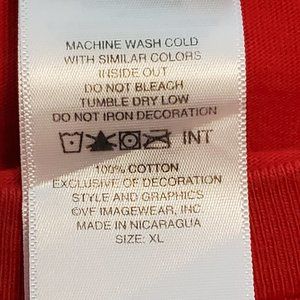 MACHINE WASH COLD
WITH SIMILAR COLORS
INSIDE OUT
DO NOT BLEACH
TUMBLE DRY LOW
DO NOT IRON DECORATION
INT
100% COTTON
EXCLUSIVE OF DECORATION
STYLE AND GRAPHICS
©VF IMAGEWEAR, INC
MADE IN NICARAGUA
SIZE: XL